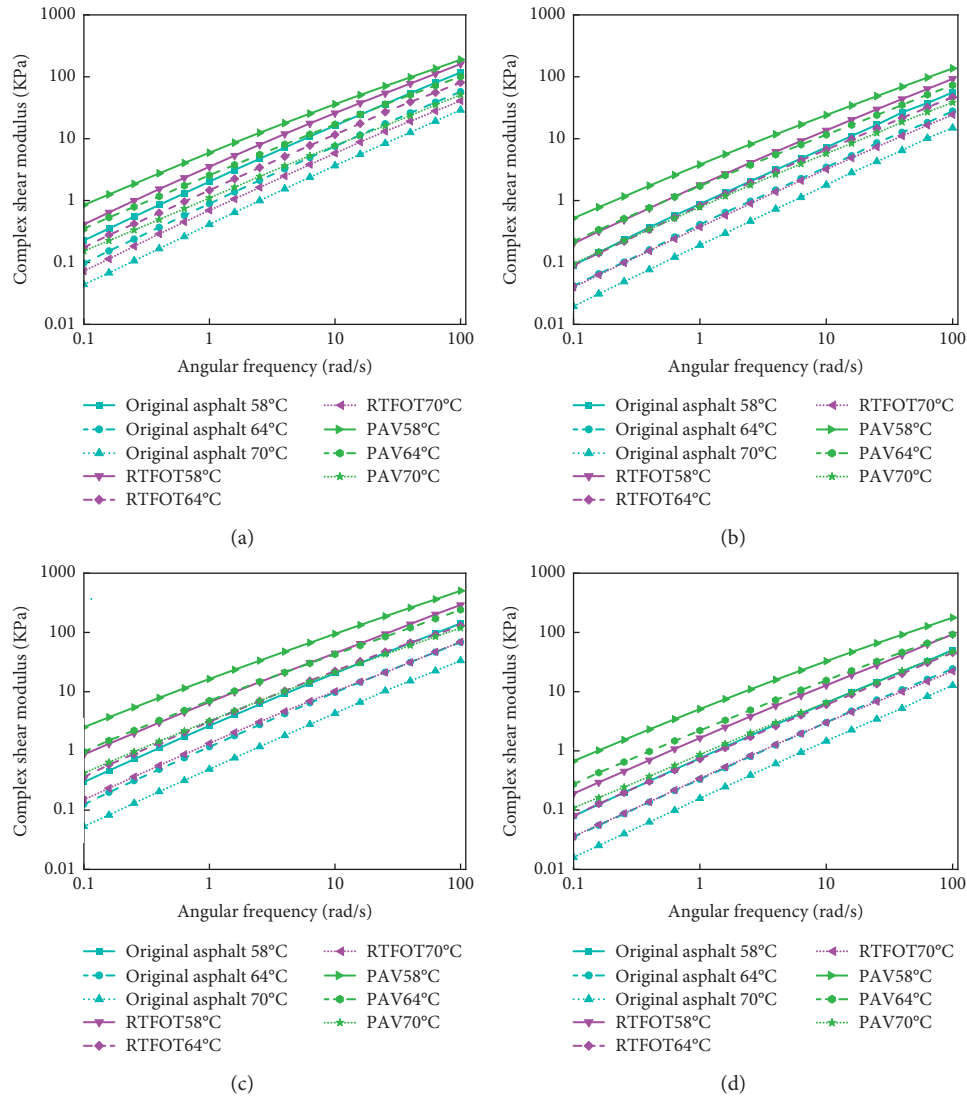 Complex shear modulus (KPa)
1000
100
10
1
0.1
0.01
0.1
1
10
100
Angular frequency (rad/s)
Original asphalt 58°C
Original asphalt 64°C
Original asphalt 70°C
RTFOT58°C
RTFOT64°C
RTFOT70°C
PAV58°C
PAV64°C
PAV70°C
(a)
Complex shear modulus (KPa)
1000
100
10
1
0.1
0.01
0.1
1
10
100
Angular frequency (rad/s)
Original asphalt 58°C
Original asphalt 64°C
Original asphalt 70°C
RTFOT58°C
RTFOT64°C
RTFOT70°C
PAV58°C
PAV64°C
PAV70°C
(b)
Complex shear modulus (KPa)
1000
100
10
1
0.1
0.01
0.1
1
10
100
Angular frequency (rad/s)
Original asphalt 58°C
Original asphalt 64°C
Original asphalt 70°C
RTFOT58°C
RTFOT64°C
RTFOT70°C
PAV58°C
PAV64°C
PAV70°C
(c)
Complex shear modulus (KPa)
1000
100
10
1
0.1
0.01
0.1
1
10
100
Angular frequency (rad/s)
Original asphalt 58°C
Original asphalt 64°C
Original asphalt 70°C
RTFOT58°C
RTFOT64°C
RTFOT70°C
PAV58°C
PAV64°C
PAV70°C
(d)